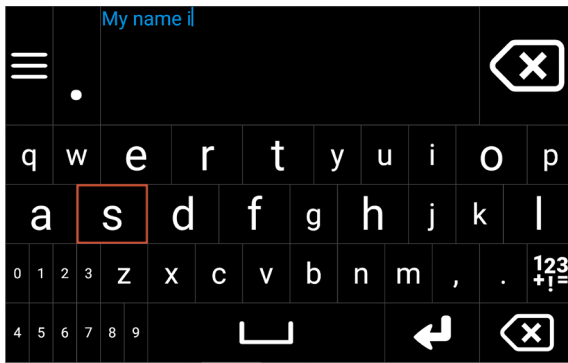 My name i
.
q w e r t y u i o p
a s d f g h j k l
0 1 2 3 z x c v b n m , . 123
+!=
4 5 6 7 8 9